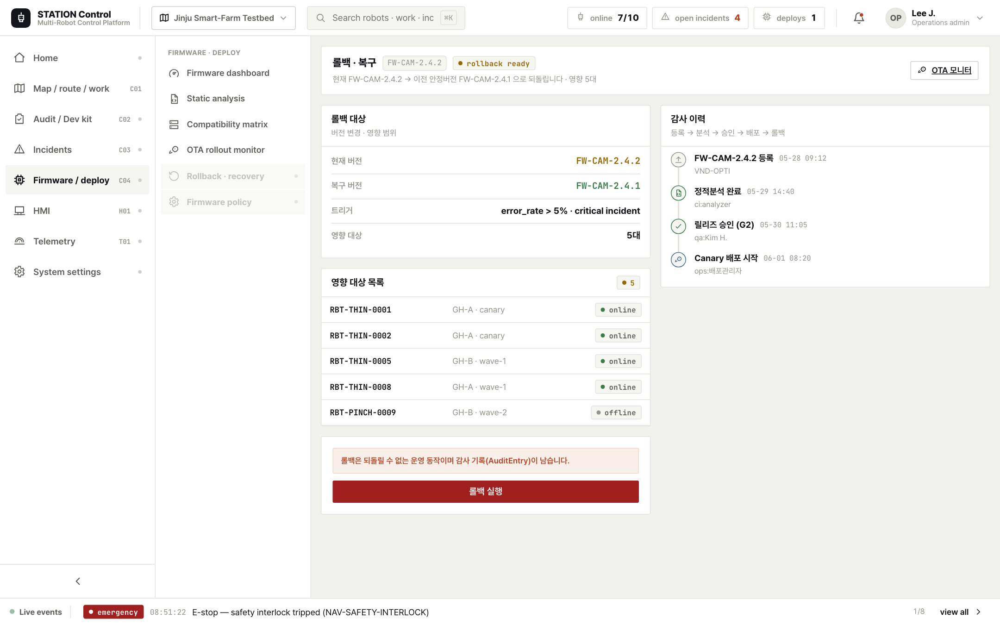 STATION Control
Multi-Robot Control Platform
Jinju Smart-Farm Testbed
Search robots · work · inc
⌘K
online 7/10
open incidents 4
deploys 1
OP
Lee J.
Operations admin
Home
Map / route / work C01
Audit / Dev kit C02
Incidents C03
Firmware / deploy C04
HMI H01
Telemetry T01
System settings
FIRMWARE · DEPLOY
Firmware dashboard
Static analysis
Compatibility matrix
OTA rollout monitor
Rollback · recovery
Firmware policy
롤백 · 복구 FW-CAM-2.4.2 rollback ready
현재 FW-CAM-2.4.2 → 이전 안정버전 FW-CAM-2.4.1 으로 되돌립니다 · 영향 5대
OTA 모니터
롤백 대상
버전 변경 · 영향 범위
현재 버전 FW-CAM-2.4.2
복구 버전 FW-CAM-2.4.1
트리거 error_rate > 5% · critical incident
영향 대상 5대
영향 대상 목록 5
RBT-THIN-0001 GH-A · canary online
RBT-THIN-0002 GH-A · canary online
RBT-THIN-0005 GH-B · wave-1 online
RBT-THIN-0008 GH-A · wave-1 online
RBT-PINCH-0009 GH-B · wave-2 offline
롤백은 되돌릴 수 없는 운영 동작이며 감사 기록(AuditEntry)이 남습니다.
롤백 실행
감사 이력
등록 → 분석 → 승인 → 배포 → 롤백
FW-CAM-2.4.2 등록 05-28 09:12
VND-OPTI
정적분석 완료 05-29 14:40
ci:analyzer
릴리즈 승인 (G2) 05-30 11:05
qa:Kim H.
Canary 배포 시작 06-01 08:20
ops:배포관리자
Live events
emergency 08:51:22 E-stop — safety interlock tripped (NAV-SAFETY-INTERLOCK)
1/8
view all